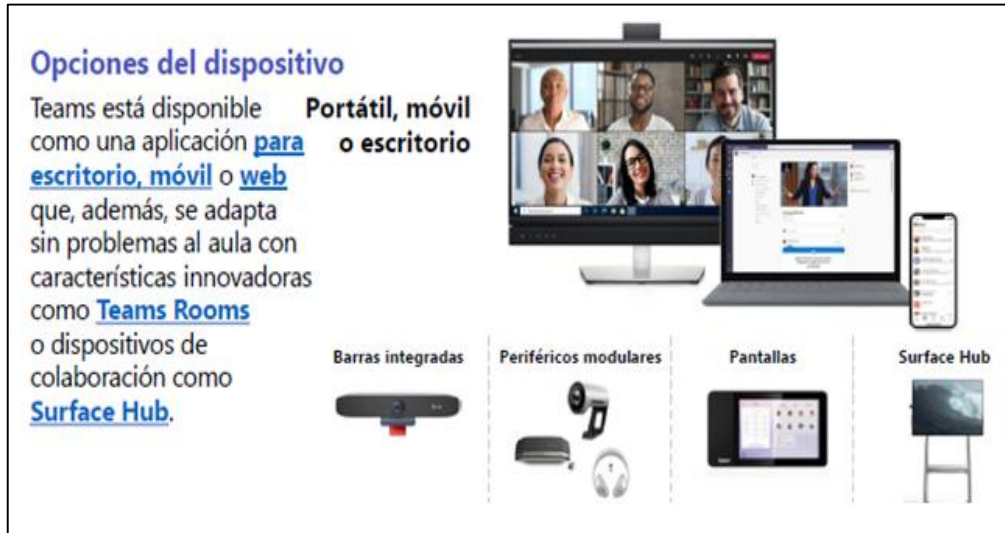 Opciones del dispositivo
Teams está disponible
como una aplicación para
escritorio, móvil o web
que, además, se adapta
sin problemas al aula con
características innovadoras
como Teams Rooms
o dispositivos de
colaboración como
Surface Hub.
Portátil, móvil
o escritorio
Barras integradas
Periféricos modulares
Pantallas
Surface Hub